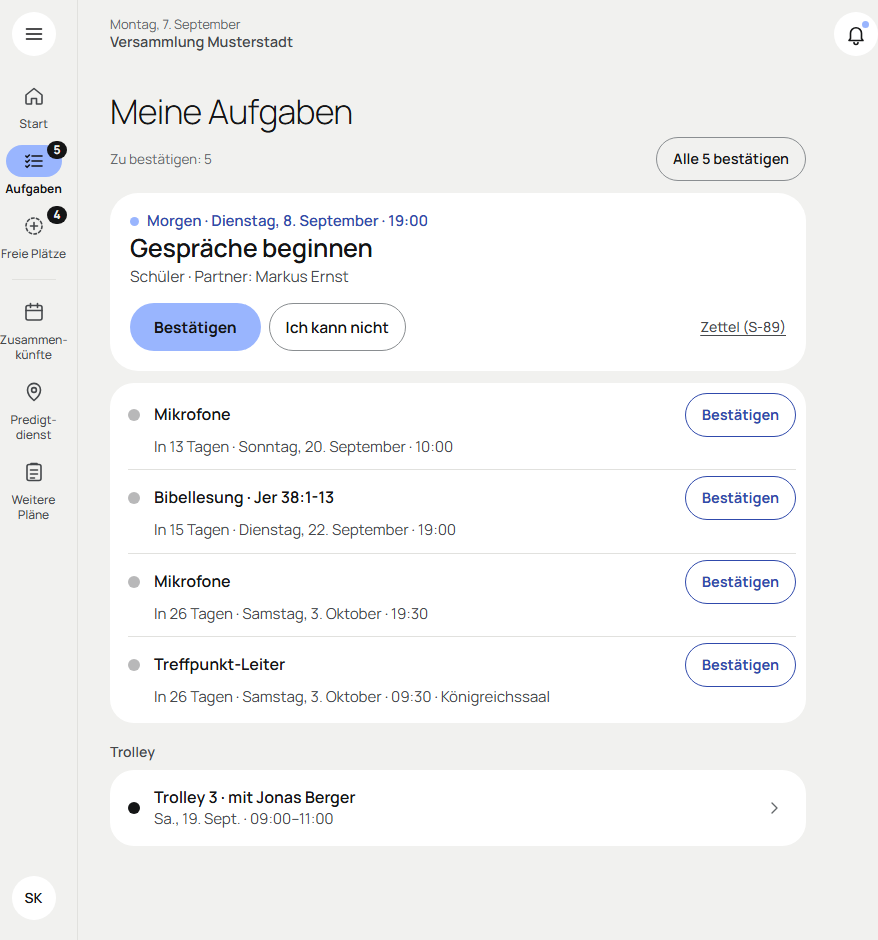 Montag, 7. September
Versammlung Musterstadt
Start
5
Aufgaben
4
Freie Plätze
Zusammen-
künfte
Predigt-
dienst
Weitere
Pläne
SK
Meine Aufgaben
Zu bestätigen: 5
Alle 5 bestätigen
Morgen · Dienstag, 8. September · 19:00
Gespräche beginnen
Schüler · Partner: Markus Ernst
Bestätigen
Ich kann nicht
Zettel (S-89)
Mikrofone
Bestätigen
In 13 Tagen · Sonntag, 20. September · 10:00
Bibellesung · Jer 38:1-13
Bestätigen
In 15 Tagen · Dienstag, 22. September · 19:00
Mikrofone
Bestätigen
In 26 Tagen · Samstag, 3. Oktober · 19:30
Treffpunkt-Leiter
Bestätigen
In 26 Tagen · Samstag, 3. Oktober · 09:30 · Königreichssaal
Trolley
Trolley 3 · mit Jonas Berger
Sa., 19. Sept. · 09:00–11:00